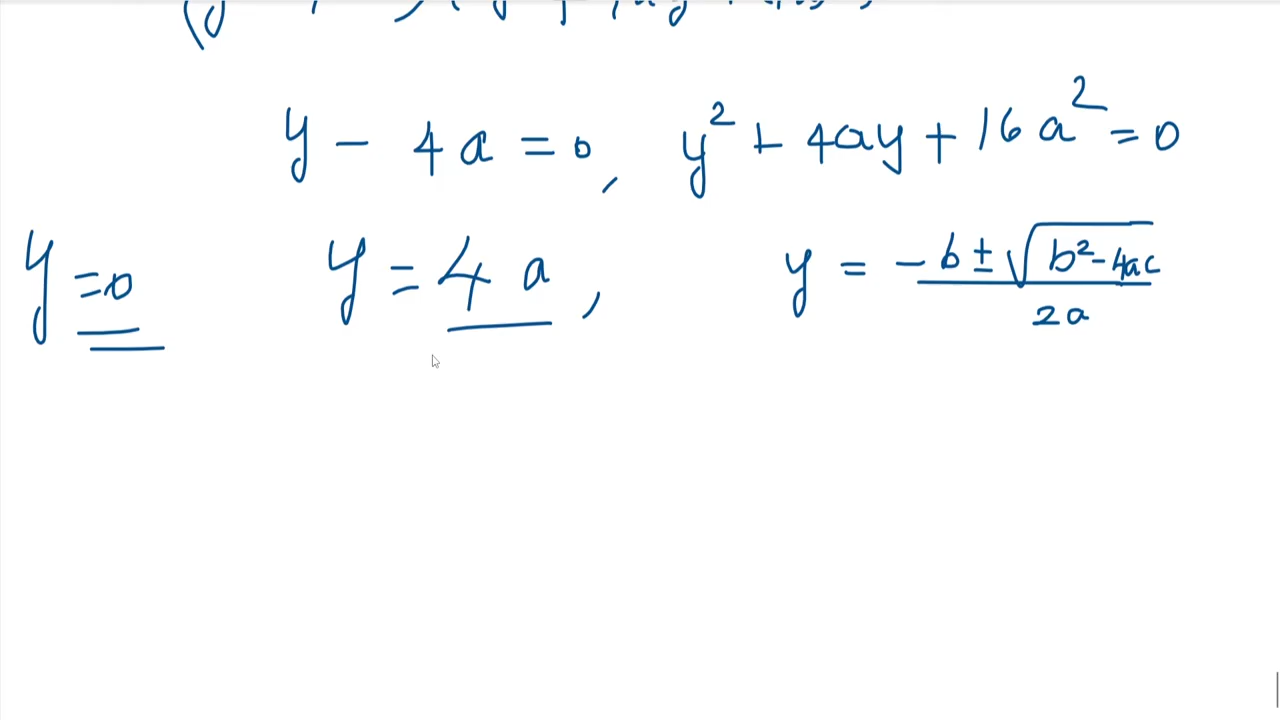 y - 4a = 0, y² + 4ay + 16a² = 0
y = 0 y = 4a, y = -b ± √(b² - 4ac) / 2a